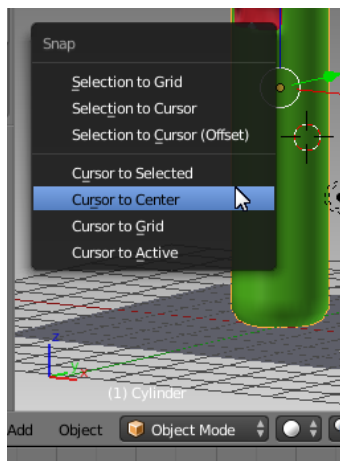 Snap
Selection to Grid
Selection to Cursor
Selection to Cursor (Offset)
Cursor to Selected
Cursor to Center
Cursor to Grid
Cursor to Active
z
y
x
(1) Cylinder
Add Object Object Mode